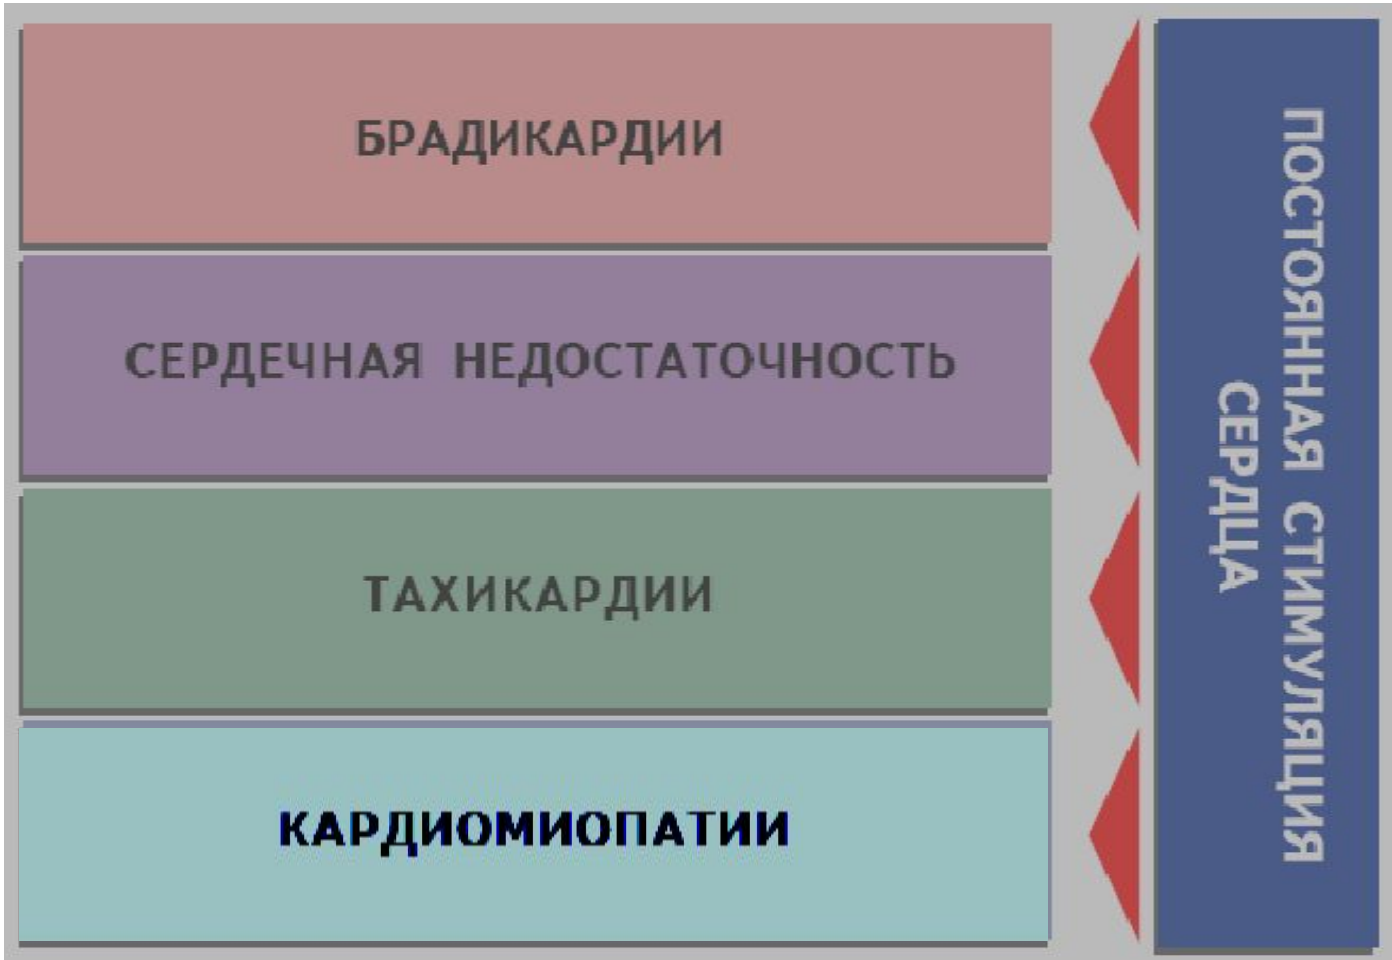 БРАДИКАРДИИ
СЕРДЕЧНАЯ НЕДОСТАТОЧНОСТЬ
ТАХИКАРДИИ
КАРДИОМИОПАТИИ
ПОСТОЯННАЯ СТИМУЛЯЦИЯ
СЕРДЦА